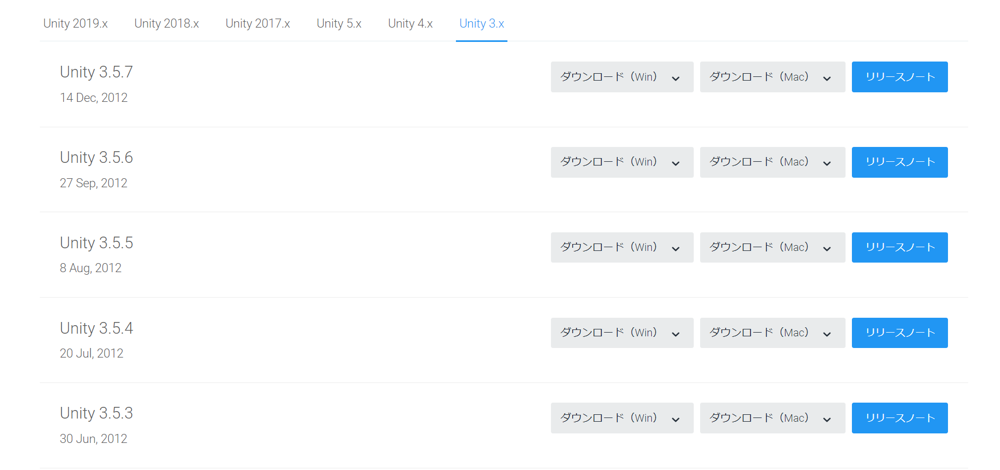 Unity 2019.x Unity 2018.x Unity 2017.x Unity 5.x Unity 4.x Unity 3.x
Unity 3.5.7 ダウンロード（Win） ダウンロード（Mac） リリースノート
14 Dec, 2012
Unity 3.5.6 ダウンロード（Win） ダウンロード（Mac） リリースノート
27 Sep, 2012
Unity 3.5.5 ダウンロード（Win） ダウンロード（Mac） リリースノート
8 Aug, 2012
Unity 3.5.4 ダウンロード（Win） ダウンロード（Mac） リリースノート
20 Jul, 2012
Unity 3.5.3 ダウンロード（Win） ダウンロード（Mac） リリースノート
30 Jun, 2012